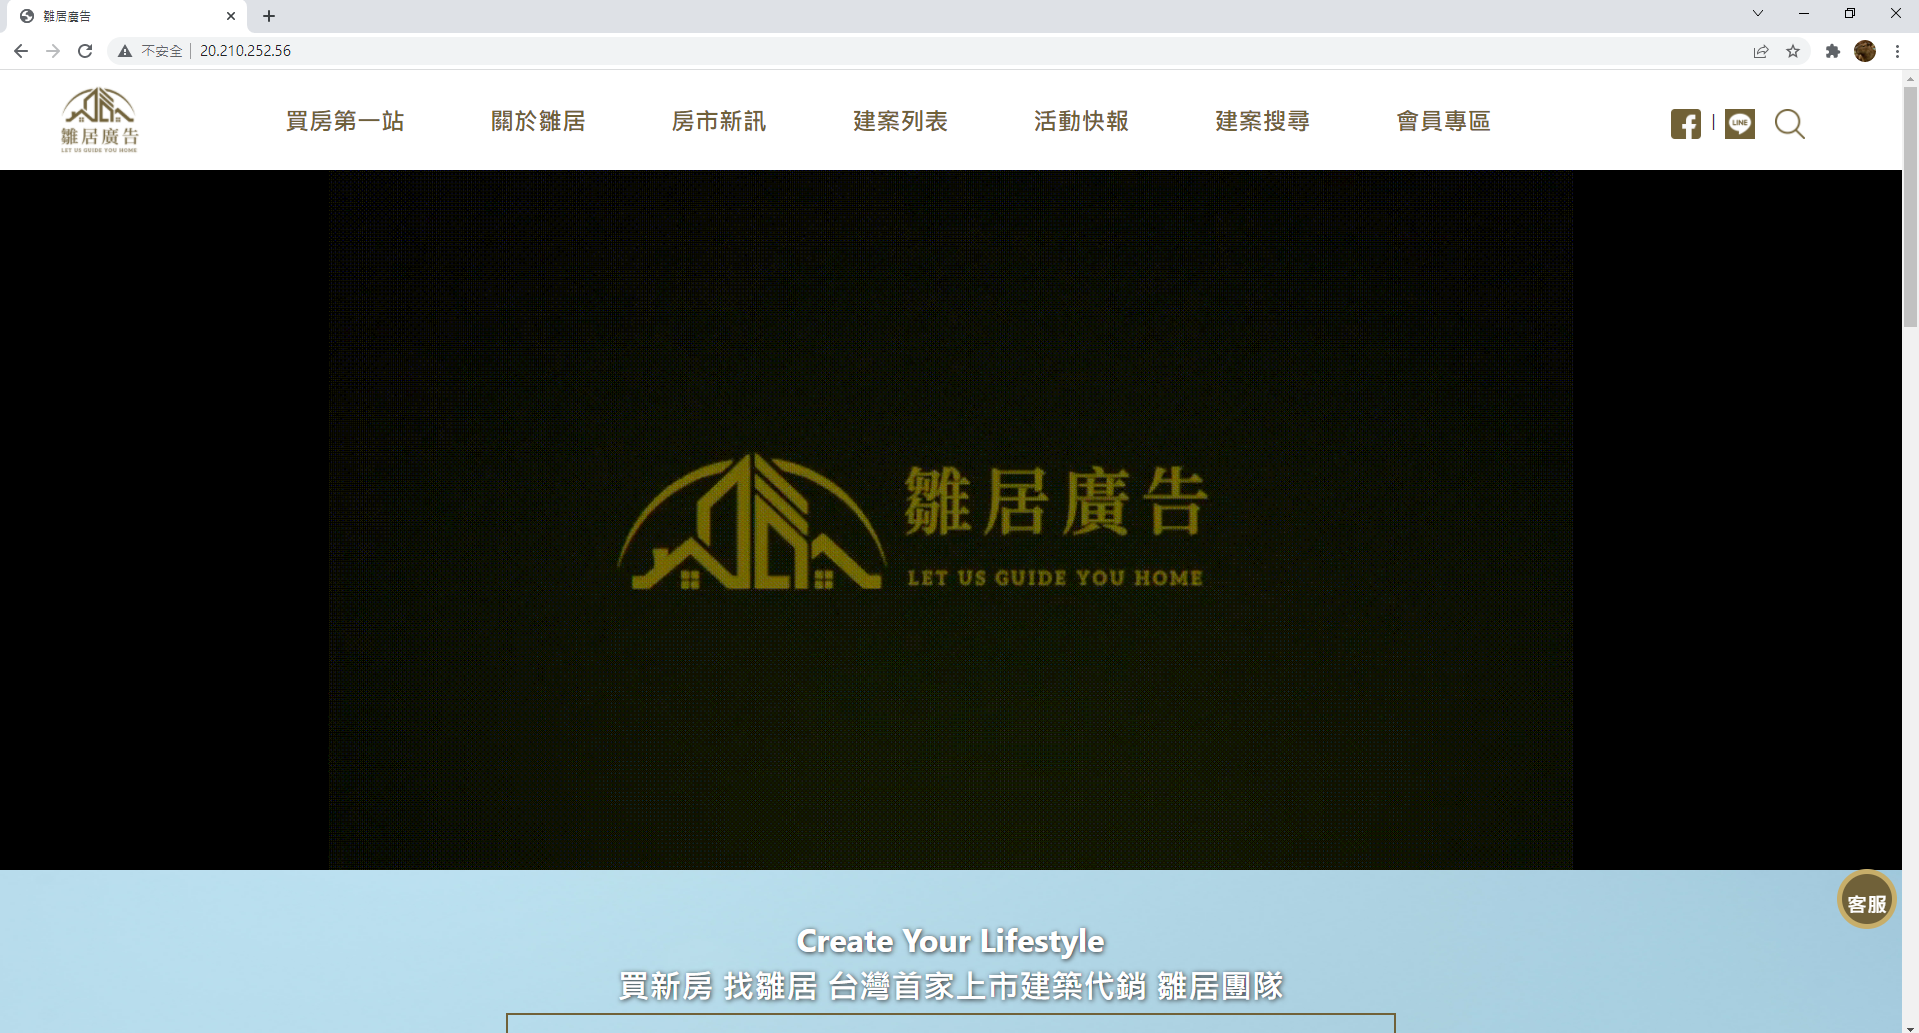 雛居廣告
不安全
20.210.252.56
雛居廣告
LET US GUIDE YOU HOME
買房第一站
關於雛居
房市新訊
建案列表
活動快報
建案搜尋
會員專區
LINE
雛居廣告
LET US GUIDE YOU HOME
客服
Create Your Lifestyle
買新房 找雛居 台灣首家上市建築代銷 雛居團隊